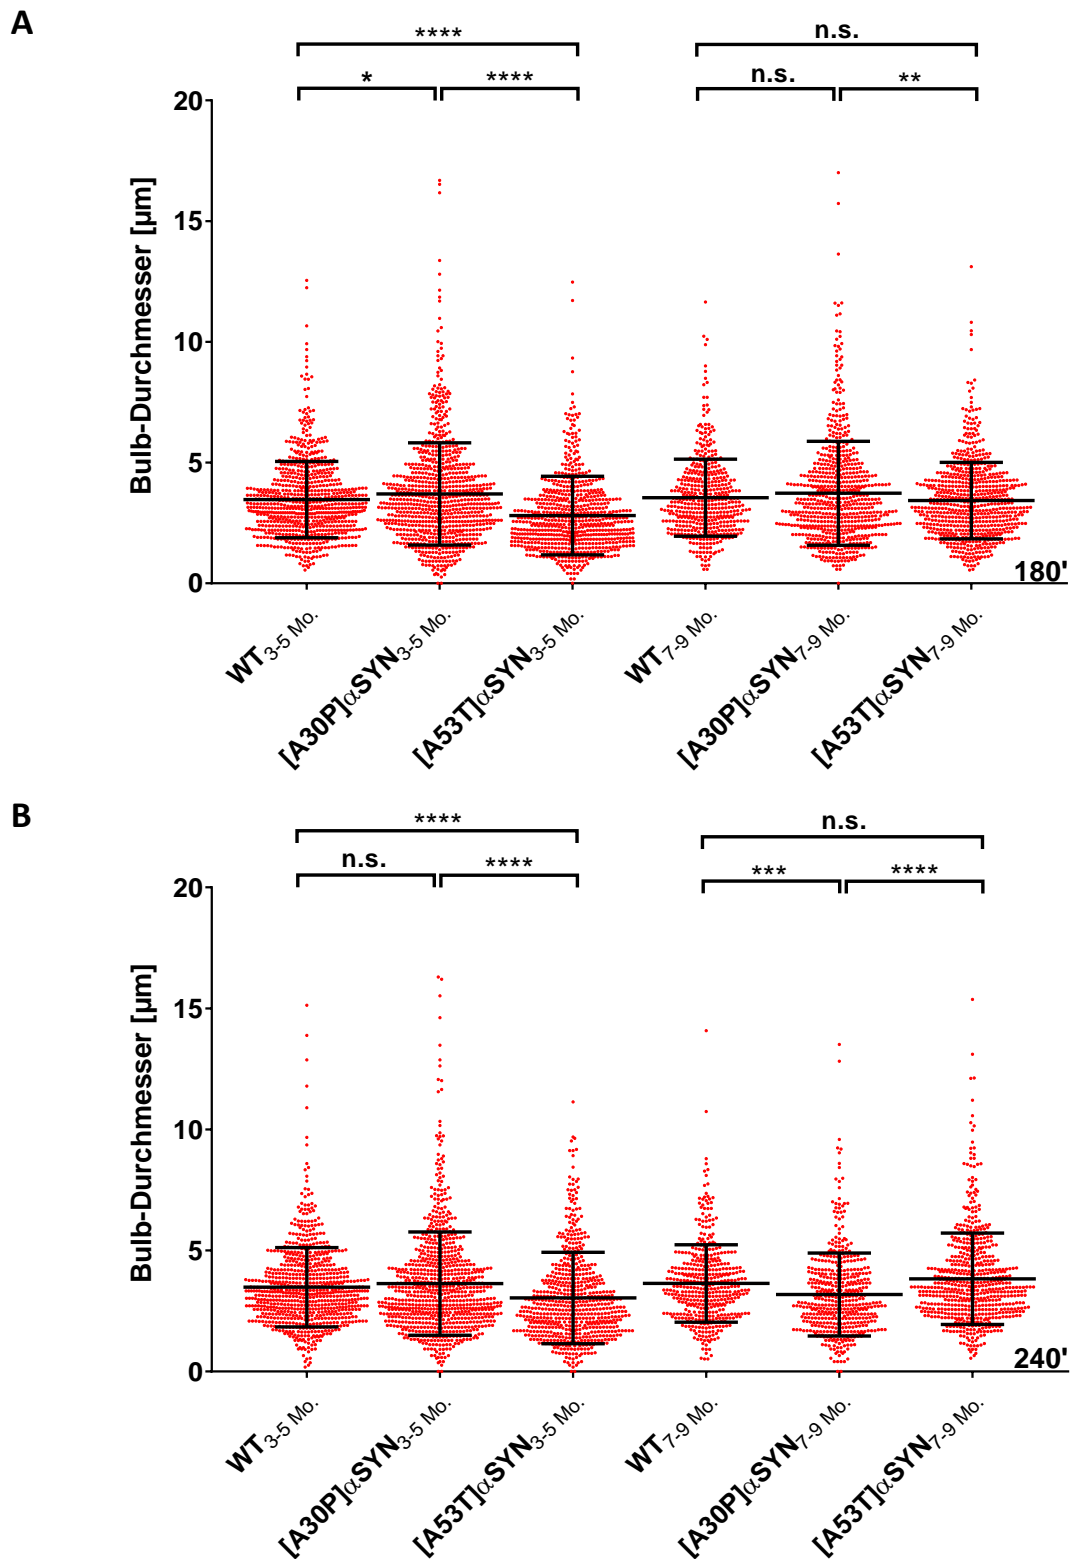 A
**** n.s.
* **** n.s. **
20
15
10
5
0
Bulb-Durchmesser [µm]
180'
WT3-5 Mo.
[A30P]αSYN3-5 Mo.
[A53T]αSYN3-5 Mo.
WT7-9 Mo.
[A30P]αSYN7-9 Mo.
[A53T]αSYN7-9 Mo.
B
**** n.s.
n.s. **** *** ****
20
15
10
5
0
Bulb-Durchmesser [µm]
240'
WT3-5 Mo.
[A30P]αSYN3-5 Mo.
[A53T]αSYN3-5 Mo.
WT7-9 Mo.
[A30P]αSYN7-9 Mo.
[A53T]αSYN7-9 Mo.